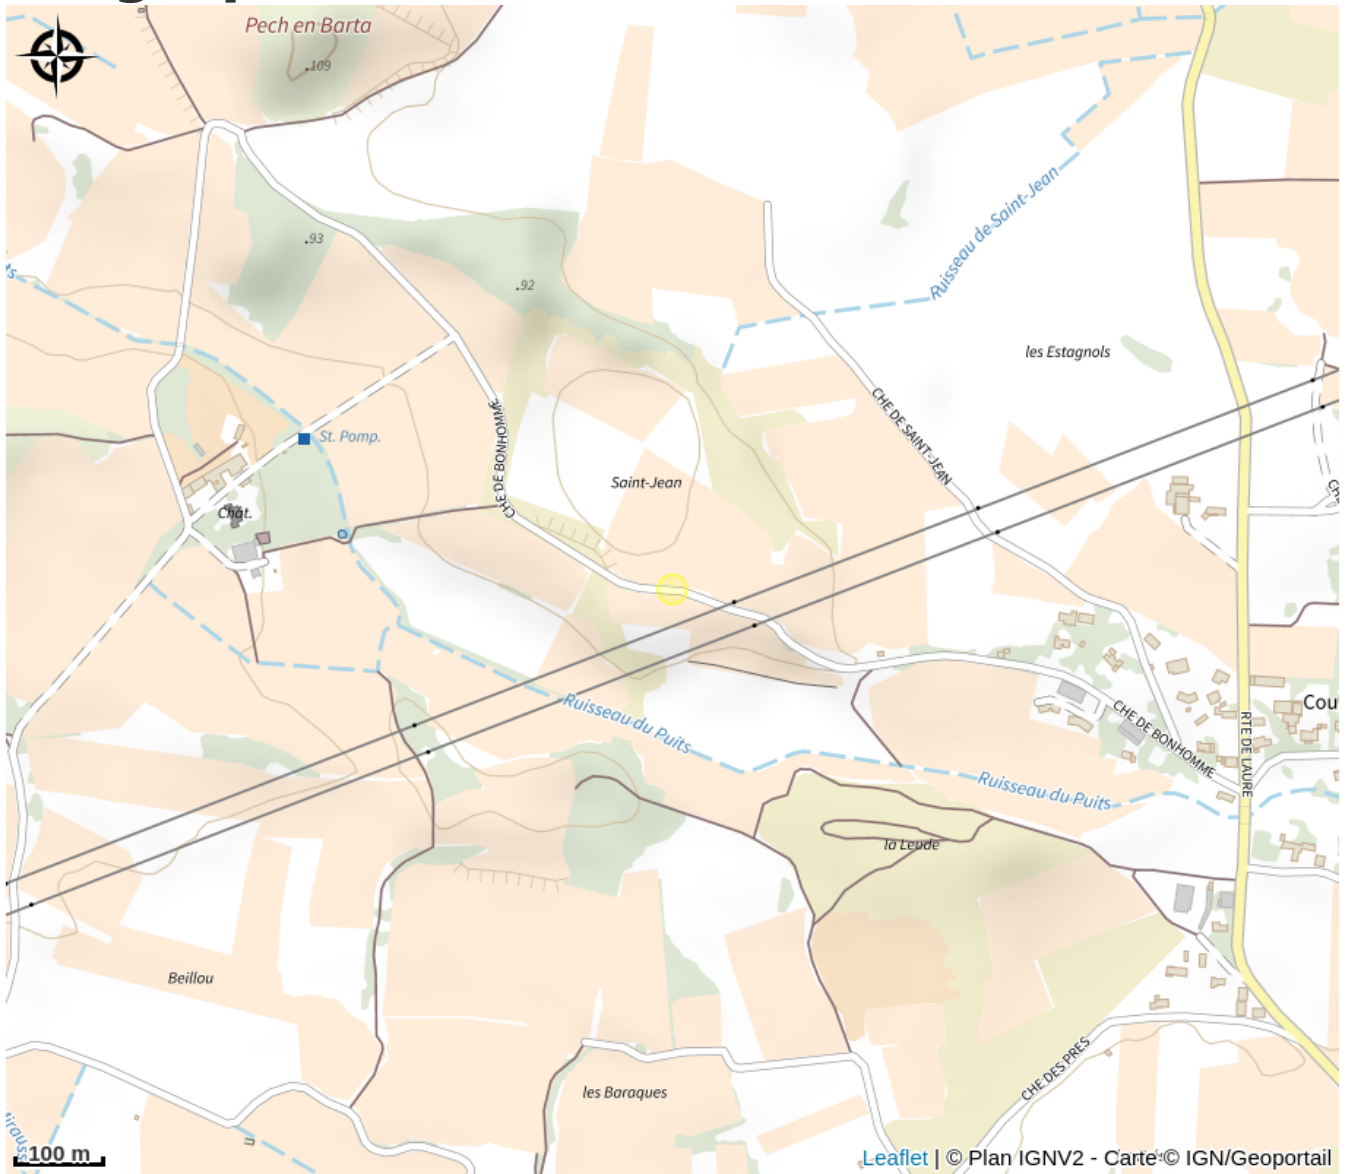 Pech en Barta
109
93
92
Ruisseau de Saint-Jean
les Estagnols
CHE DE SAINT-JEAN
CHE DE BONHOMME
St. Pomp.
Saint-Jean
Chât.
Ruisseau du Puits
Ruisseau du Puits
CHE DE BONHOMME
RTE DE LAURE
Cou
la Lende
Beillou
les Baraques
CHE DES PRES
100 m
Leaflet | © Plan IGNV2 - Carte © IGN/Geoportail